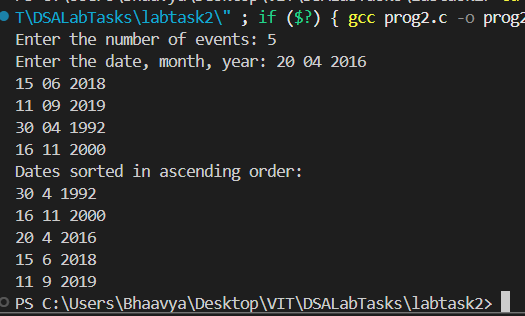 T\DSALabTasks\labtask2\" ; if ($?) { gcc prog2.c -o prog2
Enter the number of events: 5
Enter the date, month, year: 20 04 2016
15 06 2018
11 09 2019
30 04 1992
16 11 2000
Dates sorted in ascending order:
30 4 1992
16 11 2000
20 4 2016
15 6 2018
11 9 2019
PS C:\Users\Bhaavya\Desktop\VIT\DSALabTasks\labtask2>